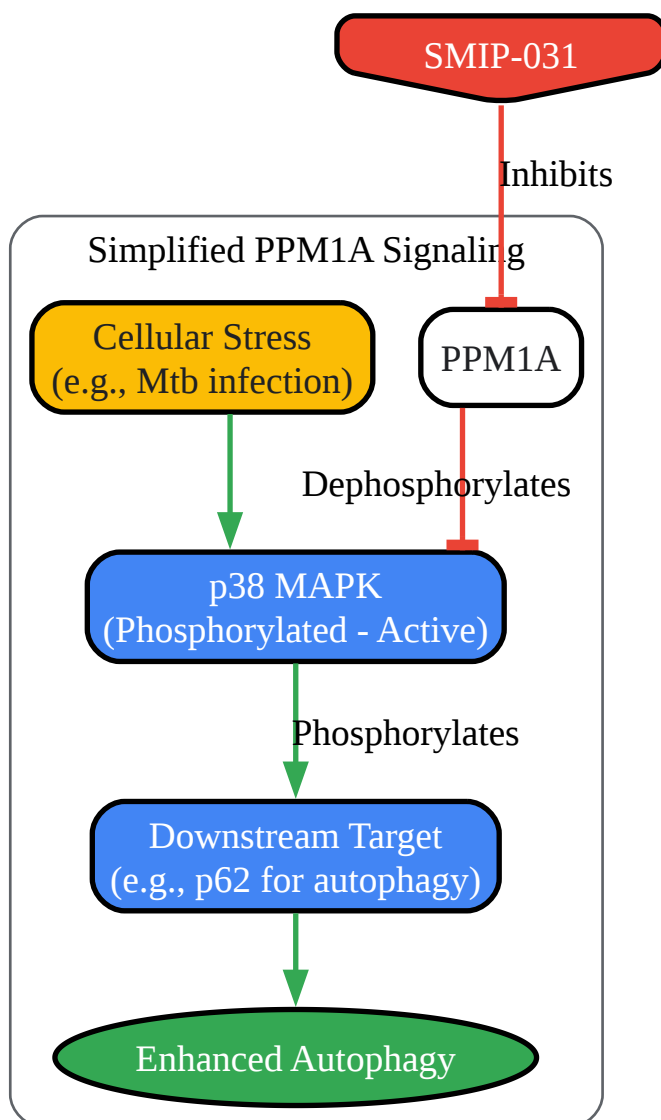 SMIP-031
Inhibits
Simplified PPM1A Signaling
Cellular Stress
(e.g., Mtb infection)
PPM1A
Dephosphorylates
p38 MAPK
(Phosphorylated - Active)
Phosphorylates
Downstream Target
(e.g., p62 for autophagy)
Enhanced Autophagy